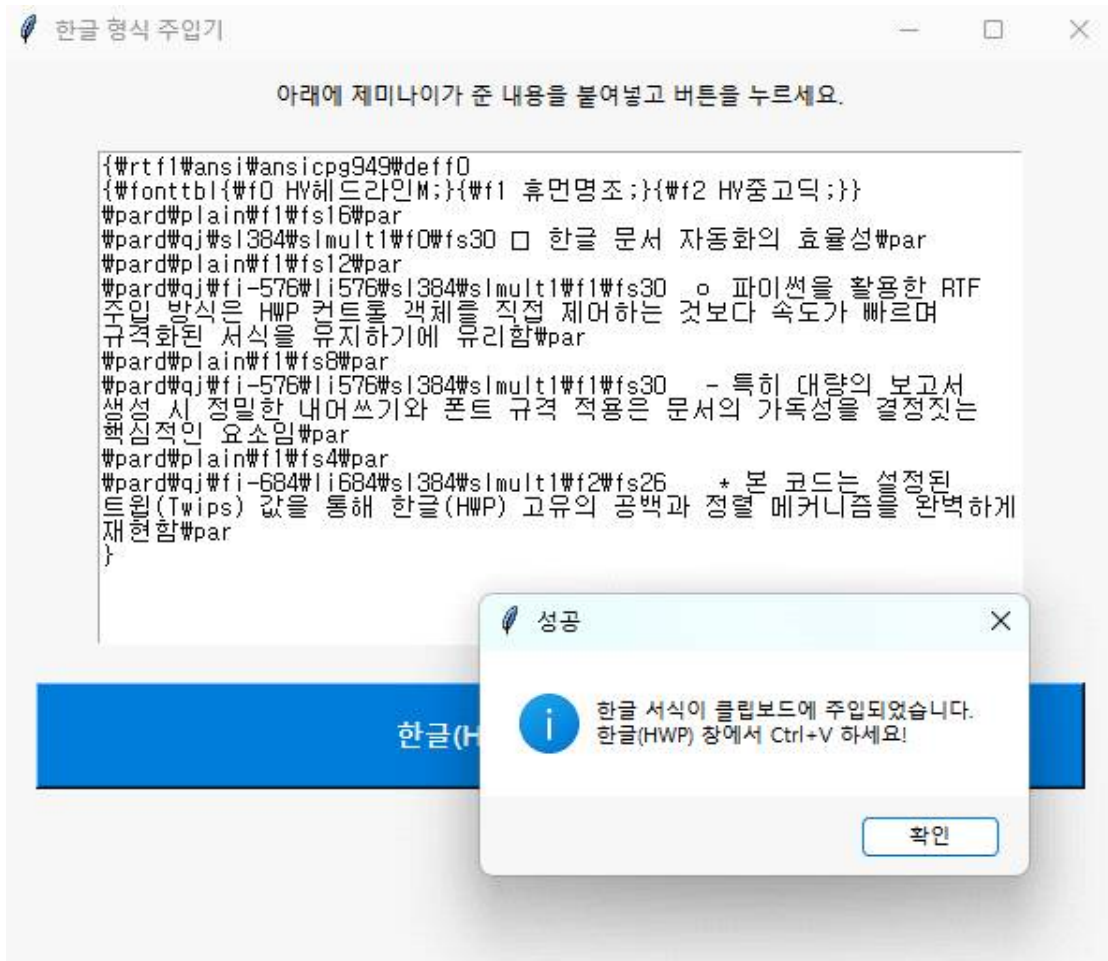 한글 형식 주입기
아래에 제미나이가 준 내용을 붙여넣고 버튼을 누르세요.
{₩rtf1₩ansi₩ansicpg949₩deff0
{₩fonttbl{₩f0 HY헤드라인M;}{₩f1 휴먼명조;}{₩f2 HY중고딕;}}
₩pard₩plain₩f1₩fs16₩par
₩pard₩qj₩sl384₩slmult1₩f0₩fs30 □ 한글 문서 자동화의 효율성₩par
₩pard₩plain₩f1₩fs12₩par
₩pard₩qj₩fi-576₩li576₩sl384₩slmult1₩f1₩fs30  ㅇ 파이썬을 활용한 RTF
주입 방식은 HWP 컨트롤 객체를 직접 제어하는 것보다 속도가 빠르며
규격화된 서식을 유지하기에 유리함₩par
₩pard₩plain₩f1₩fs8₩par
₩pard₩qj₩fi-576₩li576₩sl384₩slmult1₩f1₩fs30   - 특히 대량의 보고서
생성 시 정밀한 내어쓰기와 폰트 규격 적용은 문서의 가독성을 결정짓는
핵심적인 요소임₩par
₩pard₩plain₩f1₩fs4₩par
₩pard₩qj₩fi-684₩li684₩sl384₩slmult1₩f2₩fs26    * 본 코드는 설정된
트윕(Twips) 값을 통해 한글(HWP) 고유의 공백과 정렬 메커니즘을 완벽하게
재현함₩par
}
한글(H
성공
한글 서식이 클립보드에 주입되었습니다.
한글(HWP) 창에서 Ctrl+V 하세요!
확인